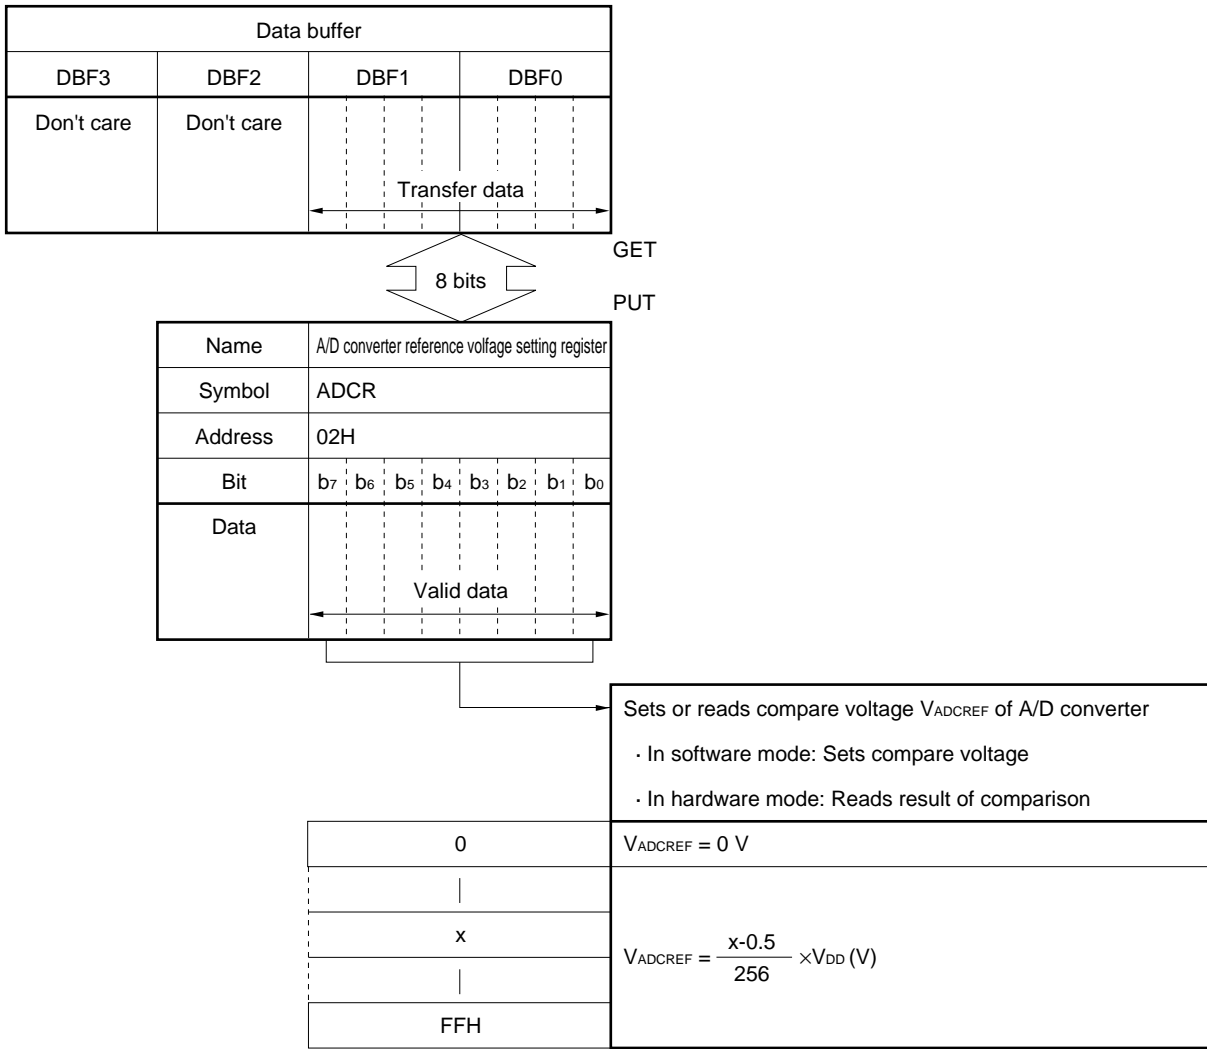 Data buffer
DBF3 DBF2 DBF1 DBF0
Don't care Don't care
Transfer data
GET
8 bits
PUT
Name A/D converter reference volfage setting register
Symbol ADCR
Address 02H
Bit b7 b6 b5 b4 b3 b2 b1 b0
Data
Valid data
Sets or reads compare voltage VADCREF of A/D converter
· In software mode: Sets compare voltage
· In hardware mode: Reads result of comparison
0 VADCREF = 0 V
x
VADCREF = x-0.5 / 256 ×VDD (V)
FFH